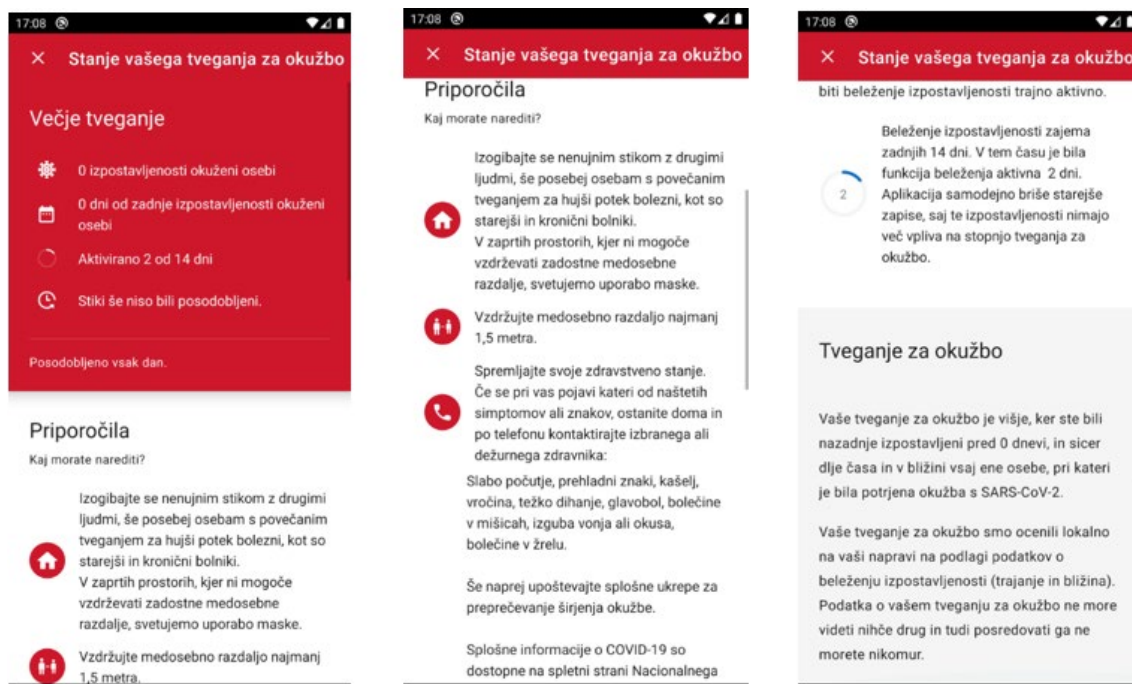 17:08
Stanje vašega tveganja za okužbo
Večje tveganje
0 izpostavljenosti okuženi osebi
0 dni od zadnje izpostavljenosti okuženi
osebi
Aktivirano 2 od 14 dni
Stiki še niso bili posodobljeni.
Posodobljeno vsak dan.
Priporočila
Kaj morate narediti?
Izogibajte se nenujnim stikom z drugimi
ljudmi, še posebej osebam s povečanim
tveganjem za hujši potek bolezni, kot so
starejši in kronični bolniki.
V zaprtih prostorih, kjer ni mogoče
vzdrževati zadostne medosebne
razdalje, svetujemo uporabo maske.
Vzdržujte medosebno razdaljo najmanj
1,5 metra.
17:08
Stanje vašega tveganja za okužbo
Priporočila
Kaj morate narediti?
Izogibajte se nenujnim stikom z drugimi
ljudmi, še posebej osebam s povečanim
tveganjem za hujši potek bolezni, kot so
starejši in kronični bolniki.
V zaprtih prostorih, kjer ni mogoče
vzdrževati zadostne medosebne
razdalje, svetujemo uporabo maske.
Vzdržujte medosebno razdaljo najmanj
1,5 metra.
Spremljajte svoje zdravstveno stanje.
Če se pri vas pojavi kateri od naštetih
simptomov ali znakov, ostanite doma in
po telefonu kontaktirajte izbranega ali
dežurnega zdravnika:
Slabo počutje, prehladni znaki, kašelj,
vročina, težko dihanje, glavobol, bolečine
v mišicah, izguba vonja ali okusa,
bolečine v žrelu.
Še naprej upoštevajte splošne ukrepe za
preprečevanje širjenja okužbe.
Splošne informacije o COVID-19 so
dostopne na spletni strani Nacionalnega
17:08
Stanje vašega tveganja za okužbo
biti beleženje izpostavljenosti trajno aktivno.
2
Beleženje izpostavljenosti zajema
zadnjih 14 dni. V tem času je bila
funkcija beleženja aktivna 2 dni.
Aplikacija samodejno briše starejše
zapise, saj te izpostavljenosti nimajo
več vpliva na stopnjo tveganja za
okužbo.
Tveganje za okužbo
Vaše tveganje za okužbo je višje, ker ste bili
nazadnje izpostavljeni pred 0 dnevi, in sicer
dlje časa in v bližini vsaj ene osebe, pri kateri
je bila potrjena okužba s SARS-CoV-2.
Vaše tveganje za okužbo smo ocenili lokalno
na vaši napravi na podlagi podatkov o
beleženju izpostavljenosti (trajanje in bližina).
Podatka o vašem tveganju za okužbo ne more
videti nihče drug in tudi posredovati ga ne
morete nikomur.